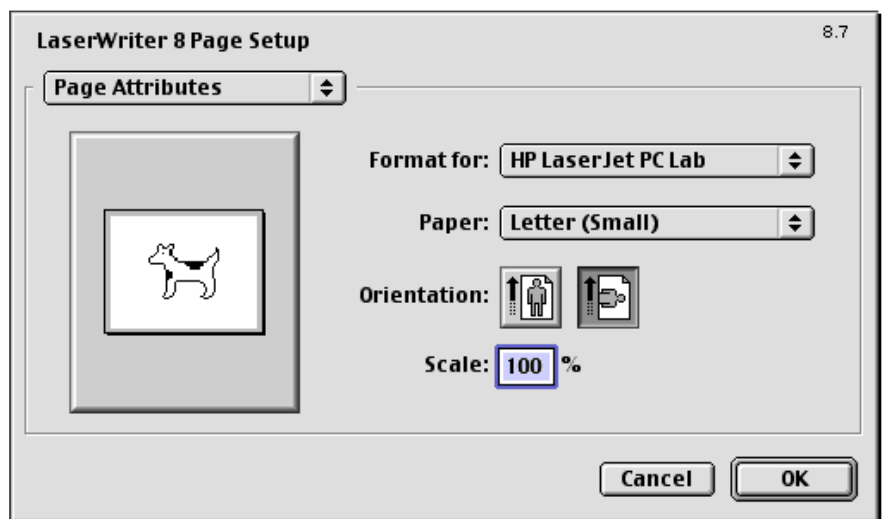 LaserWriter 8 Page Setup
8.7
Page Attributes
Format for: HP LaserJet PC Lab
Paper: Letter (Small)
Orientation:
Scale: 100 %
Cancel
OK